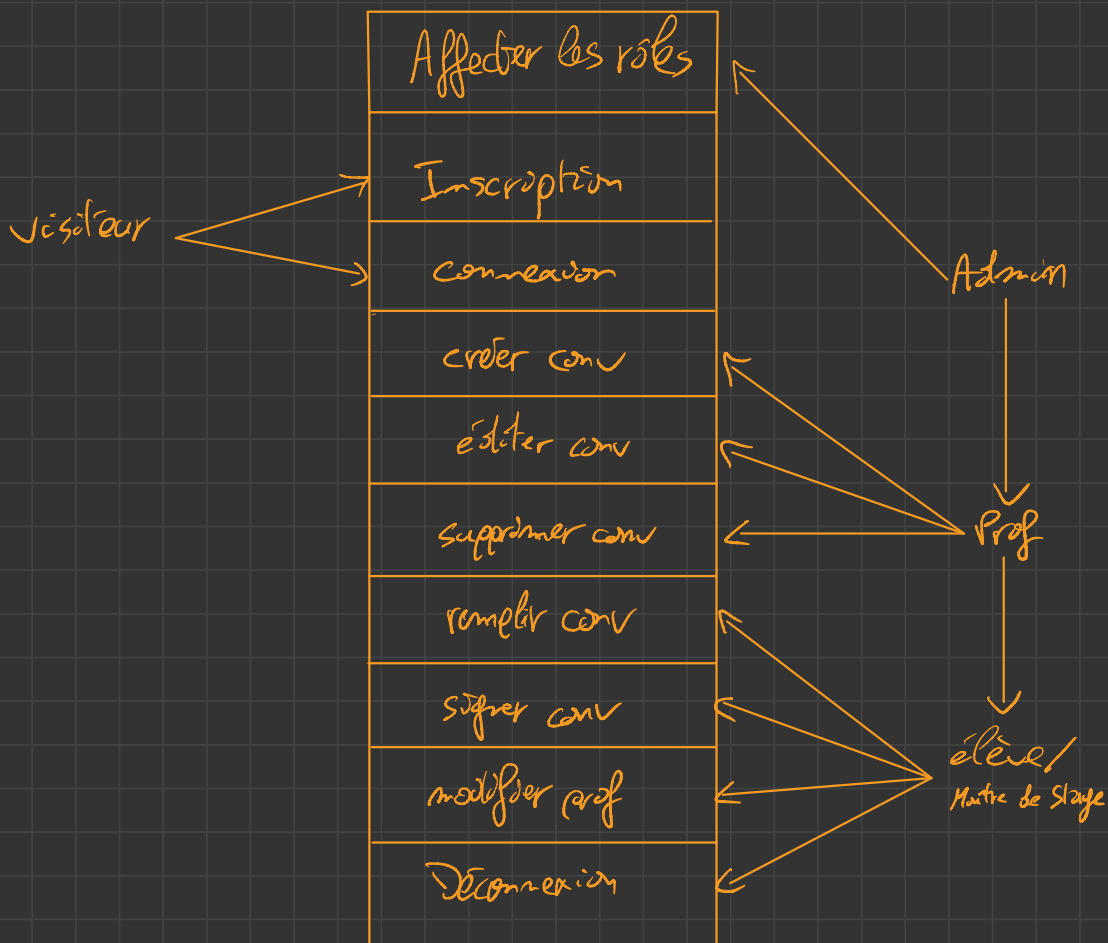 Affecter les rôles
Inscription
visiteur
connexion
Admin
créer conv
éditer conv
supprimer conv
Prof
remplir conv
signer conv
élève/
Maître de Stage
modifier prof
Déconnexion